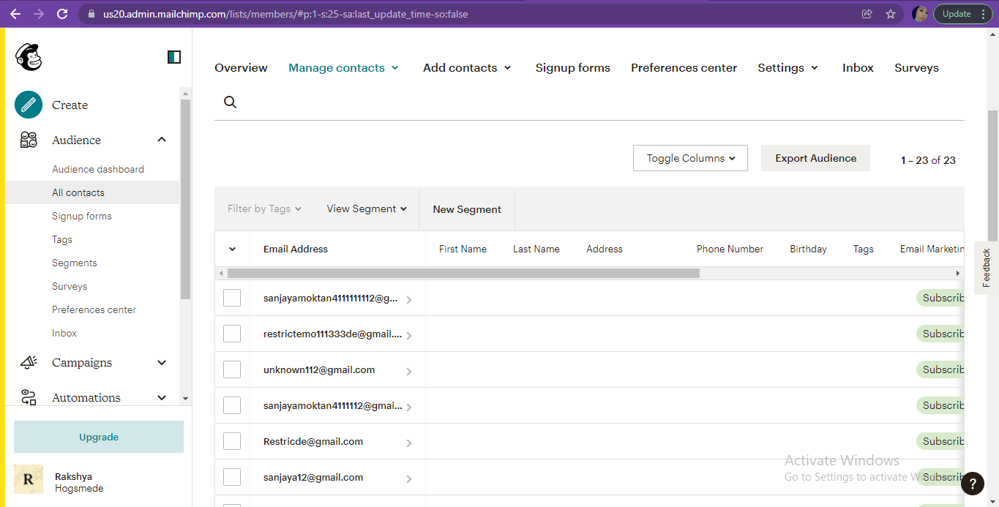 us20.admin.mailchimp.com/lists/members/#p:1-s:25-sa:last_update_time-so:false
Update
Create
Audience
Audience dashboard
All contacts
Signup forms
Tags
Segments
Surveys
Preferences center
Inbox
Campaigns
Automations
Upgrade
R
Rakshya
Hogsmede
Overview
Manage contacts
Add contacts
Signup forms
Preferences center
Settings
Inbox
Surveys
Toggle Columns
Export Audience
1 – 23 of 23
Filter by Tags
View Segment
New Segment
Email Address First Name Last Name Address Phone Number Birthday Tags Email Marketin
sanjayamoktan4111111112@g... Subscrib
restrictemo111333de@gmail.... Subscrib
unknown112@gmail.com Subscrib
sanjayamoktan4111112@gmai... Subscrib
Restricde@gmail.com Subscrib
sanjaya12@gmail.com Subscrib
Feedback
Activate Windows
Go to Settings to activate Windows.
?